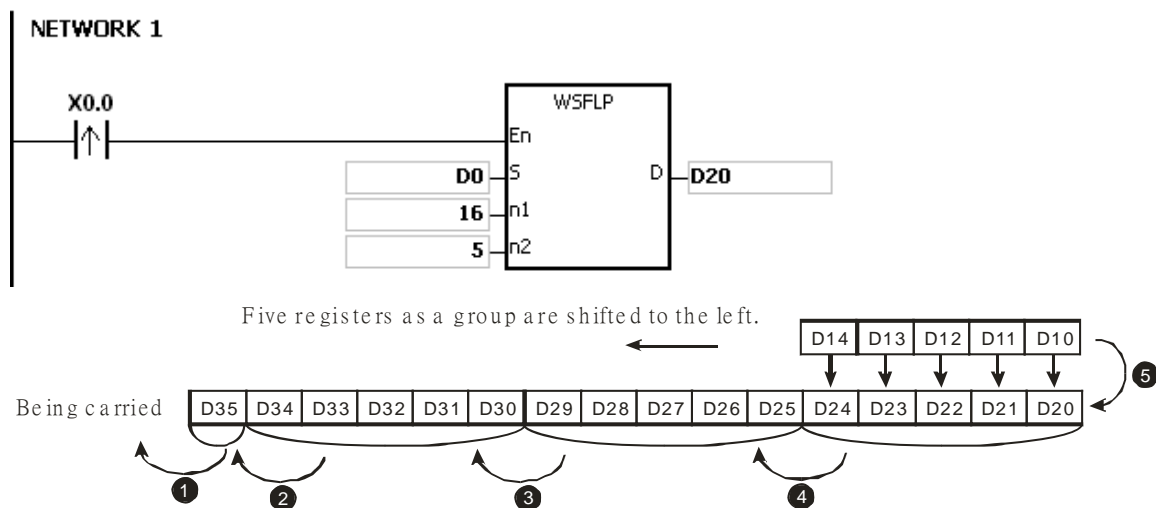 NETWORK 1
X0.0
WSFLP
En
D0 S D D20
16 n1
5 n2
Five registers as a group are shifted to the left.
D14 D13 D12 D11 D10
5
Being carried D35 D34 D33 D32 D31 D30 D29 D28 D27 D26 D25 D24 D23 D22 D21 D20
1 2 3 4